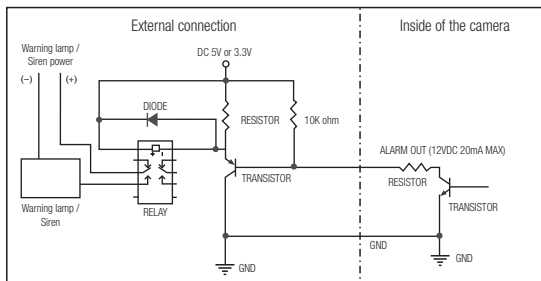 External connection
Inside of the camera
DC 5V or 3.3V
Warning lamp /
Siren power
(−)
(+)
DIODE
RESISTOR
10K ohm
ALARM OUT (12VDC 20mA MAX)
TRANSISTOR
RESISTOR
Warning lamp /
Siren
RELAY
TRANSISTOR
GND
GND
GND